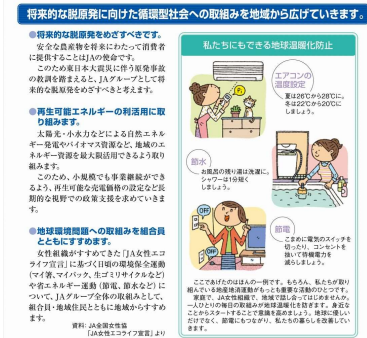 将来的な脱原発に向けた循環型社会への取組みを地域から広げていきます。
●将来的な脱原発をめざすべきです。
安全な農産物を将来にわたって消費者
に提供することはJAの使命です。
このため東日本大震災に伴う原発事故
の教訓を踏まえると、JAグループとして将
来的な脱原発をめざすべきと考えます。
●再生可能エネルギーの利活用に取
り組みます。
太陽光・小水力などによる自然エネル
ギー発電やバイオマス資源など、地域のエ
ネルギー資源を最大限活用できるよう取り
組みます。
このため、小規模でも事業継続ができ
るよう、再生可能な売電価格の設定など長
期的な視野での政策支援を求めていきま
す。
●地球環境問題への取組みを組合員
とともにすすめます。
女性組織がすすめてきた「JA女性エコ
ライフ宣言」に基づく日頃の環境保全運動
(マイ箸、マイバック、生ゴミリサイクルなど)
や省エネルギー運動(節電、節水など)に
ついて、JAグループ全体の取組みとして、
組合員・地域住民とともに地域からすすめ
ます。
資料:JA全国女性協
「JA女性エコライフ宣言」より
私たちにもできる地球温暖化防止
エアコンの
温度設定
夏は26℃から28℃に。
冬は22℃から20℃に
しましょう。
節水
お風呂の残り湯は洗濯に。
シャワーは1分短く
しましょう。
OFF
OFF
節電
こまめに電気のスイッチを
切ったり、コンセントを
抜いて待機電力を
減らしましょう。
ここであげたのはほんの一例です。もちろん、私たちが取り
組んでいる地産地消運動がもっとも重要な活動のひとつです。
家庭で、JA女性組織で、地域で話し合ってはじめませんか。
一人ひとりの毎日の取組みが地球温暖化を防ぎます。身近な
ことからスタートすることで意識を高めましょう。地球に優しい
だけでなく、節電にもつながり、私たちの暮らしを改善してい
きます。